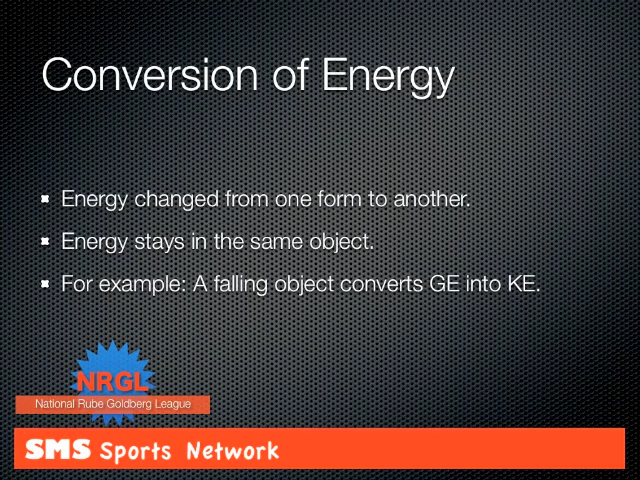 Conversion of Energy
Energy changed from one form to another.
Energy stays in the same object.
For example: A falling object converts GE into KE.
NRGL
National Rube Goldberg League
SMS Sports Network